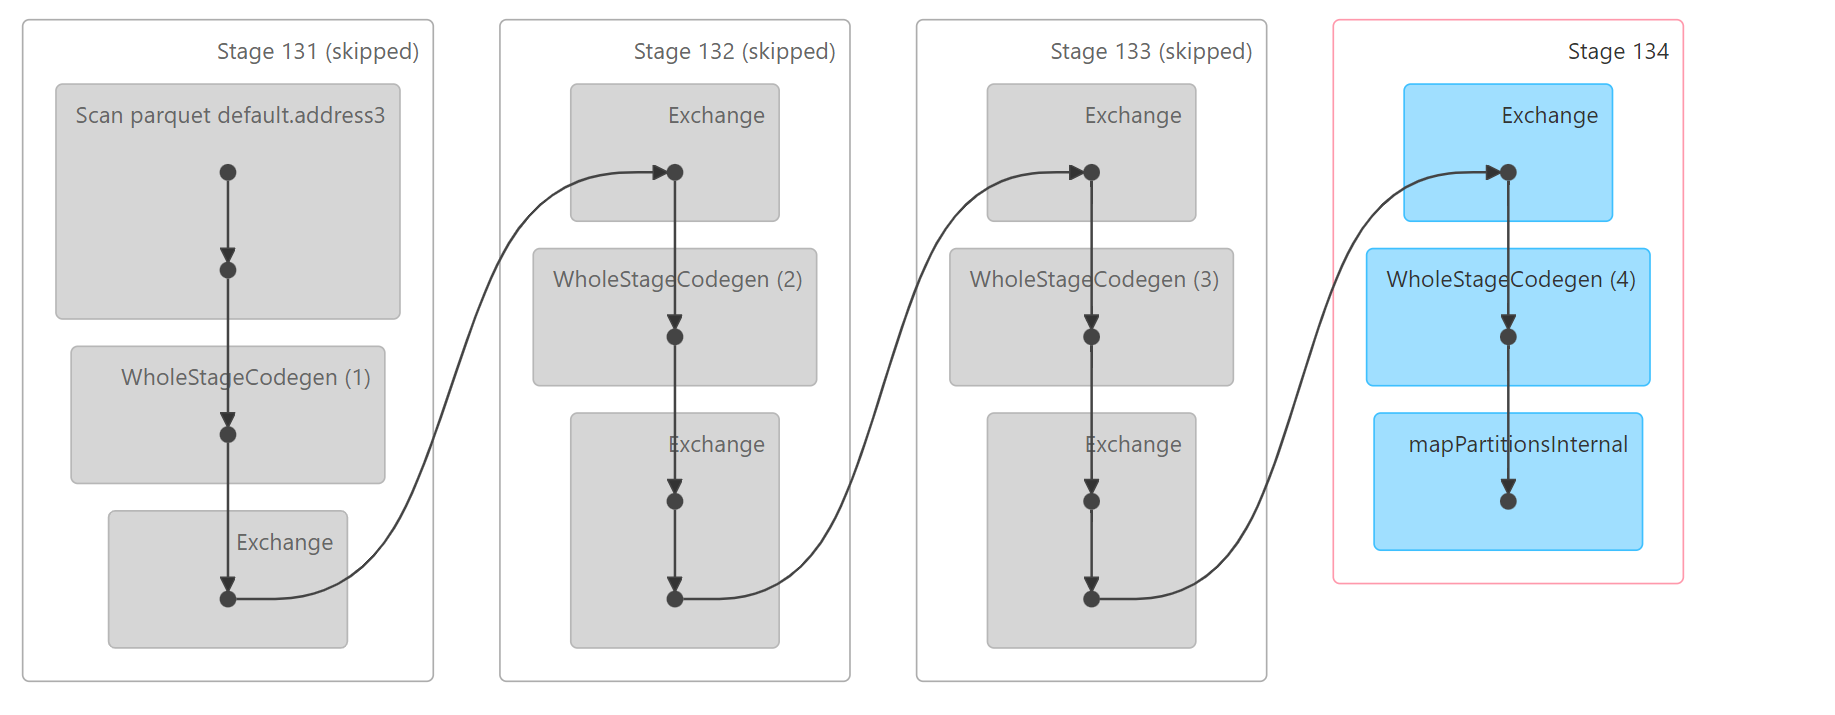 Stage 131 (skipped)
Scan parquet default.address3
WholeStageCodegen (1)
Exchange
Stage 132 (skipped)
Exchange
WholeStageCodegen (2)
Exchange
Stage 133 (skipped)
Exchange
WholeStageCodegen (3)
Exchange
Stage 134
Exchange
WholeStageCodegen (4)
mapPartitionsInternal